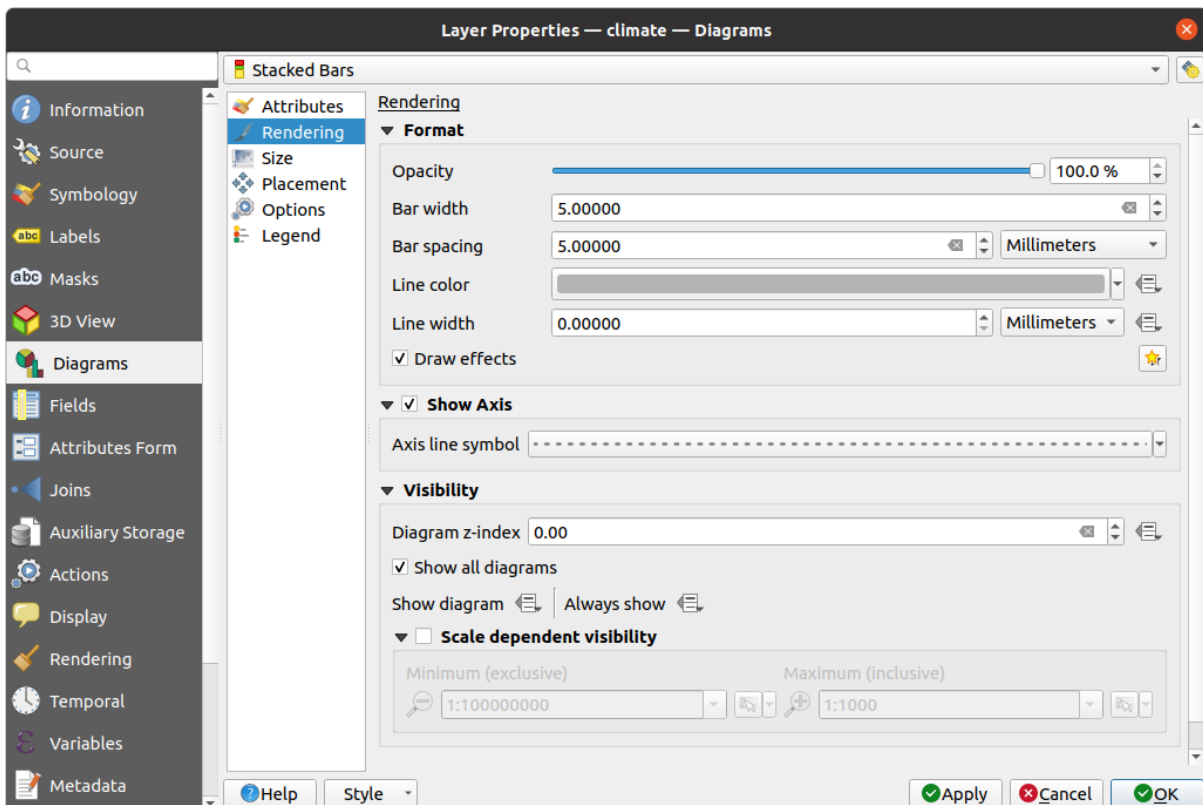 Layer Properties — climate — Diagrams
Stacked Bars
Information
Source
Symbology
abc Labels
abc Masks
3D View
Diagrams
Fields
Attributes Form
Joins
Auxiliary Storage
Actions
Display
Rendering
Temporal
Variables
Metadata
Attributes
Rendering
Size
Placement
Options
Legend
Rendering
Format
Opacity 100.0 %
Bar width 5.00000
Bar spacing 5.00000 Millimeters
Line color
Line width 0.00000 Millimeters
Draw effects
Show Axis
Axis line symbol
Visibility
Diagram z-index 0.00
Show all diagrams
Show diagram Always show
Scale dependent visibility
Minimum (exclusive) Maximum (inclusive)
1:100000000 1:1000
Help Style Apply Cancel OK